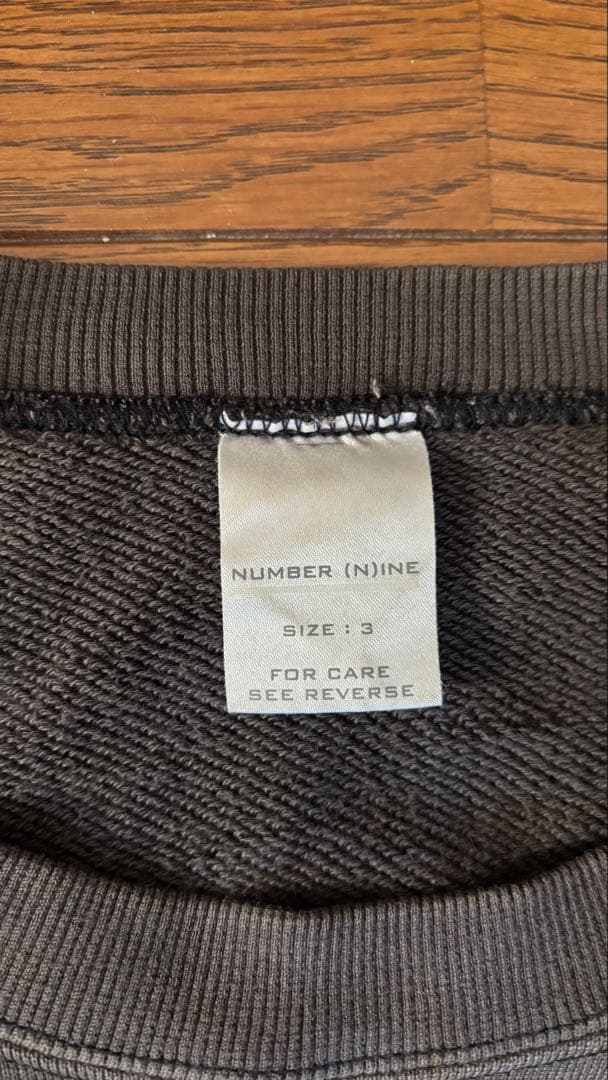 NUMBER (N)INE
SIZE : 3
FOR CARE
SEE REVERSE